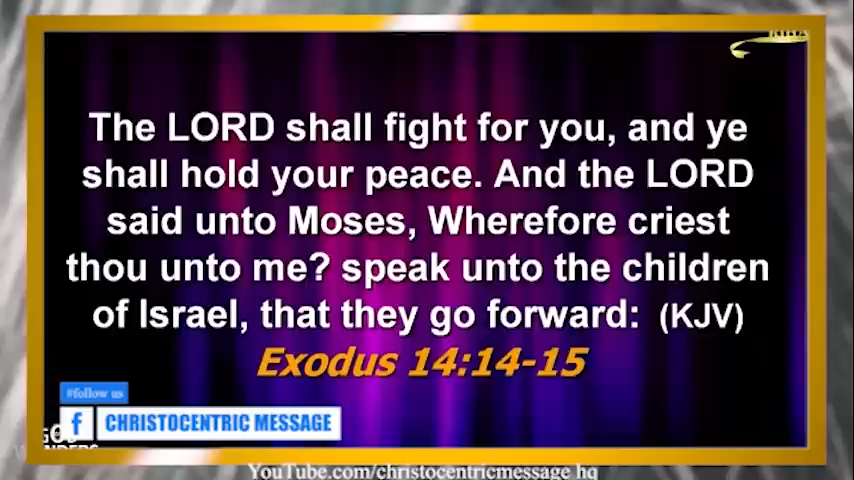 The LORD shall fight for you, and ye
shall hold your peace. And the LORD
said unto Moses, Wherefore criest
thou unto me? speak unto the children
of Israel, that they go forward: (KJV)
Exodus 14:14-15
#follow us
f CHRISTOCENTRIC MESSAGE
YouTube.com/christocentricmessage hq